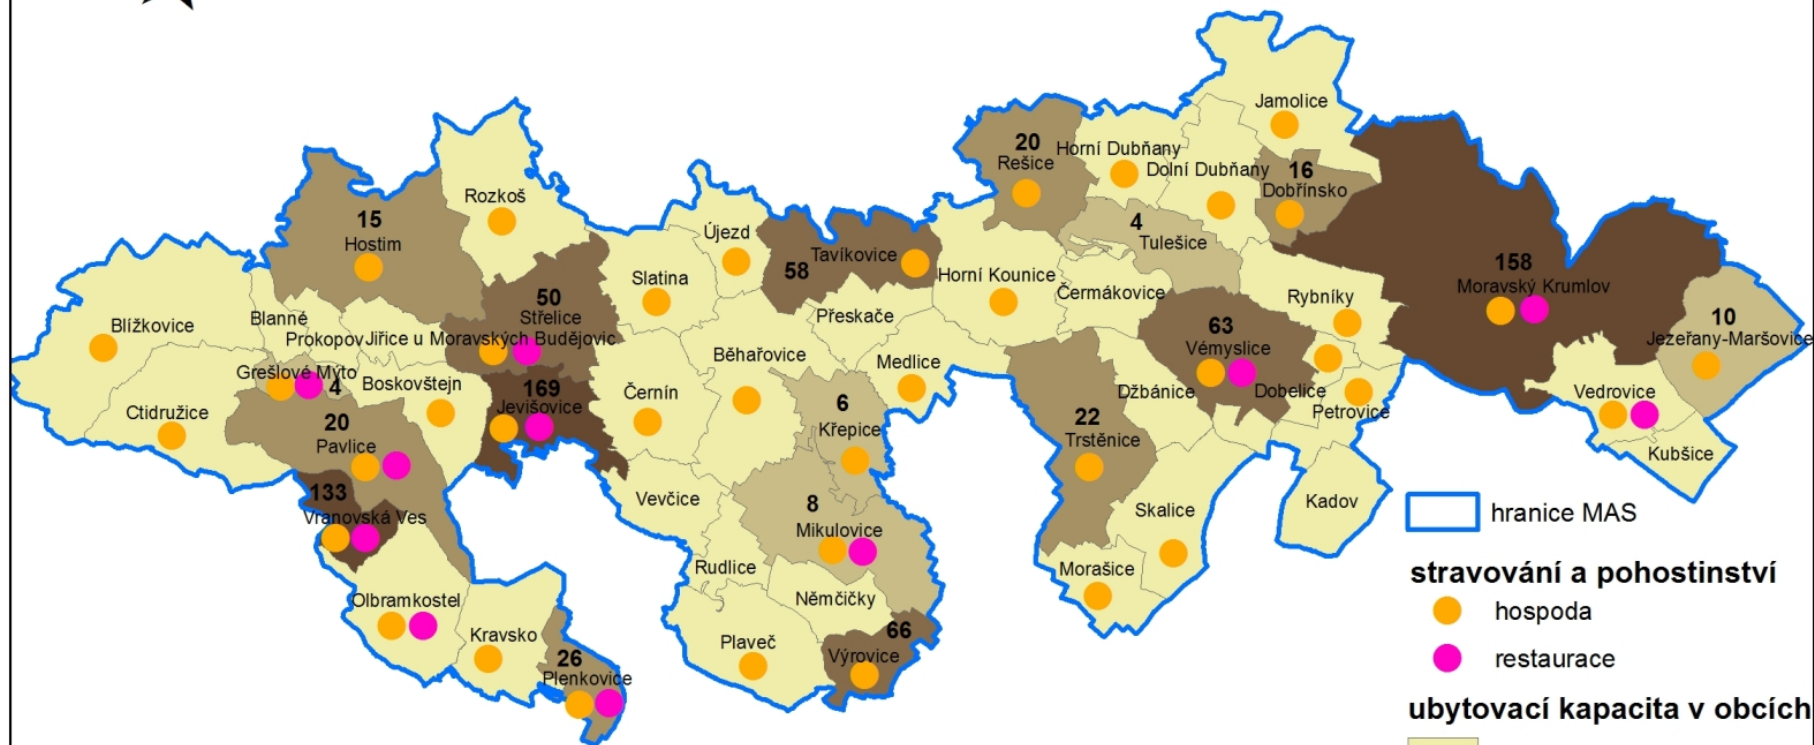 Jamolice
20
Rešice
Horní Dubňany
Dolní Dubňany
16
Dobřínsko
Rozkoš
15
Hostim
4
Tulešice
Újezd
58
Tavíkovice
Slatina
Horní Kounice
Čermákovice
158
Moravský Krumlov
50
Střelice
Rybníky
10
Jezeřany-Maršovice
Blížkovice
Blanné
Prokopov
Jiřice u Moravských Budějovic
Přeskače
63
Vémyslice
Běhařovice
Medlice
Grešlové Mýto
4
Boskovštejn
169
Jevišovice
Černín
Džbánice
Dobelice
Petrovice
Vedrovice
Ctidružice
20
Pavlice
6
Křepice
22
Trstěnice
Kubšice
133
Vranovská Ves
Vevčice
8
Mikulovice
Skalice
Kadov
Rudlice
Morašice
Olbramkostel
Němčičky
Kravsko
Plaveč
66
Výrovice
26
Plenkovice
hranice MAS
stravování a pohostinství
hospoda
restaurace
ubytovací kapacita v obcích